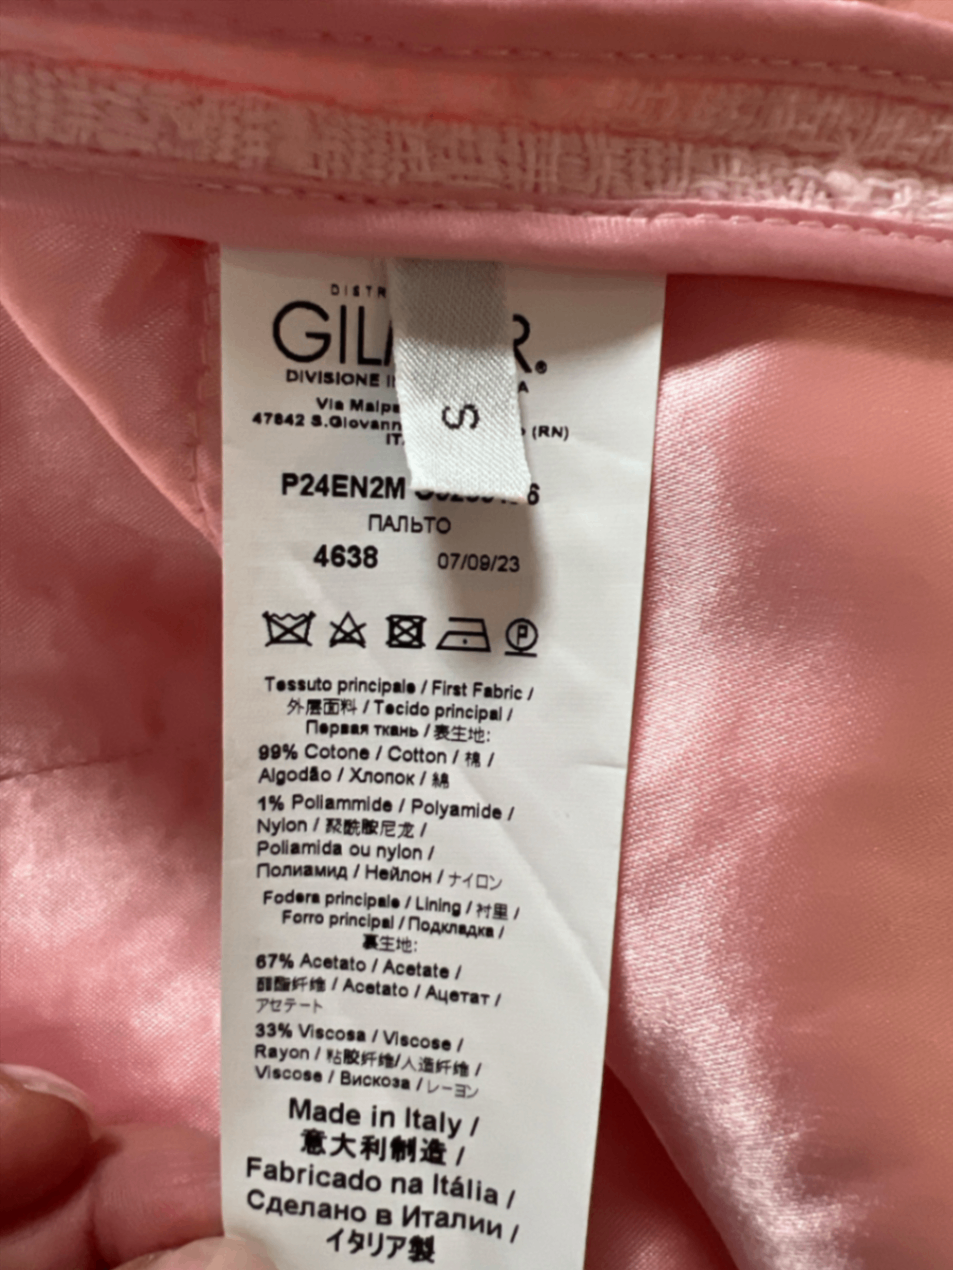 DISTR
GIL R®
DIVISIONE
Via
47842 S.Giovann (RN)
S
P24EN2M
ПАЛЬТО
4638 07/09/23
P
Tessuto principale / First Fabric /
外层面料 / Tecido principal /
Первая ткань / 表生地:
99% Cotone / Cotton / 棉 /
Algodão / Хлопок / 綿
1% Poliammide / Polyamide /
Nylon / 聚酰胺尼龙 /
Poliamida ou nylon /
Полиамид / Нейлон / ナイロン
Fodera principale / Lining / 衬里 /
Forro principal / Подкладка /
裏生地:
67% Acetato / Acetate /
醋酯纤维 / Acetato / Ацетат /
アセテート
33% Viscosa / Viscose /
Rayon / 粘胶纤维/人造纤维 /
Viscose / Вискоза / レーヨン
Made in Italy /
意大利制造 /
Fabricado na Itália /
Сделано в Италии /
イタリア製